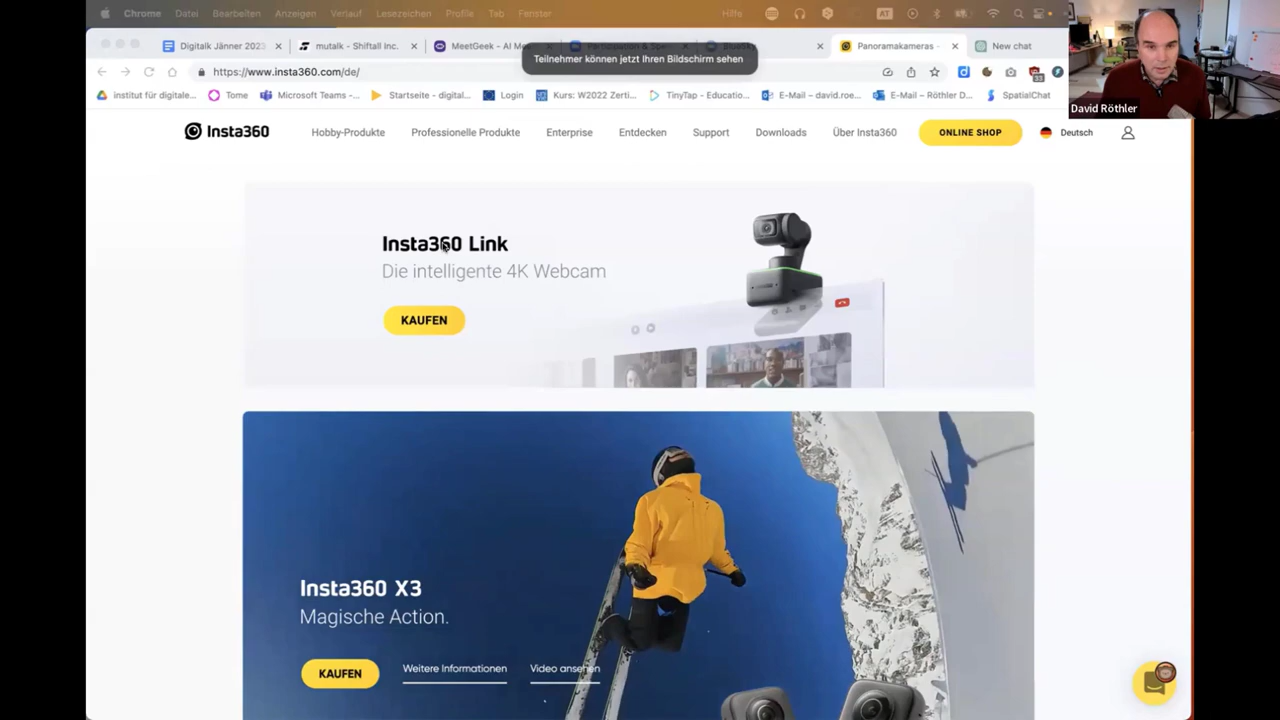 Chrome Datei Bearbeiten Anzeigen Verlauf Lesezeichen Profile Tab Fenster Hilfe AT
Digitalk Jänner 2023 mutalk - Shiftall Inc. MeetGeek - AI Me Panoramakameras - New chat
Teilnehmer können jetzt Ihren Bildschirm sehen
https://www.insta360.com/de/
33
institut für digitale... Tome Microsoft Teams -... Startseite - digital... Login Kurs: W2022 Zerti... TinyTap - Educatio... E-Mail – david.roe... E-Mail – Röthler D... SpatialChat
David Röthler
Insta360 Hobby-Produkte Professionelle Produkte Enterprise Entdecken Support Downloads Über Insta360 ONLINE SHOP Deutsch
Insta360 Link
Die intelligente 4K Webcam
KAUFEN
Insta360 X3
Magische Action.
KAUFEN Weitere Informationen Video ansehen